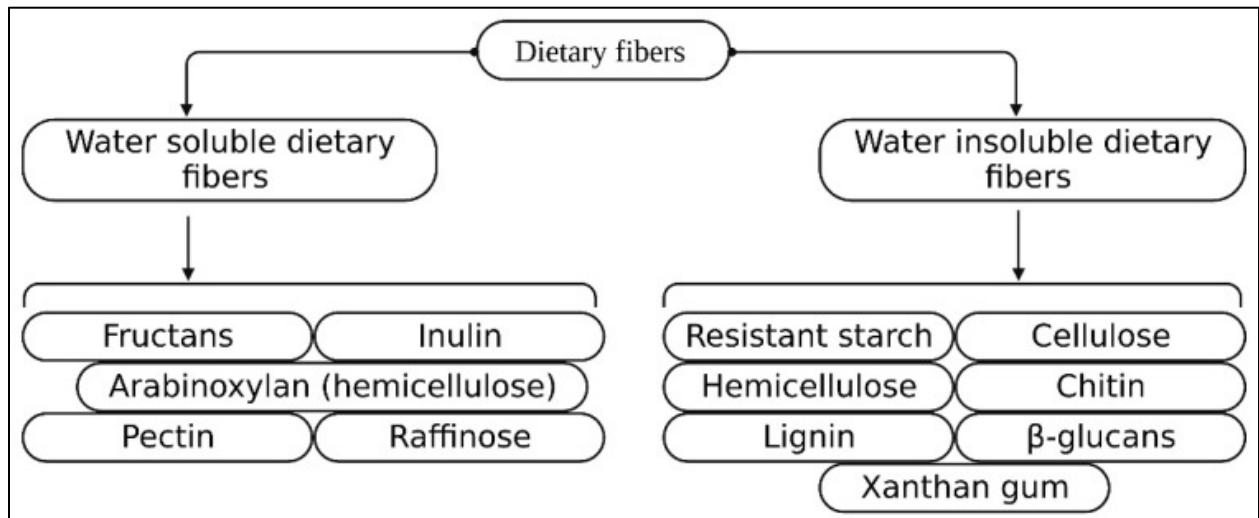 Dietary fibers
Water soluble dietary
fibers
Water insoluble dietary
fibers
Fructans
Inulin
Arabinoxylan (hemicellulose)
Pectin
Raffinose
Resistant starch
Cellulose
Hemicellulose
Chitin
Lignin
β-glucans
Xanthan gum